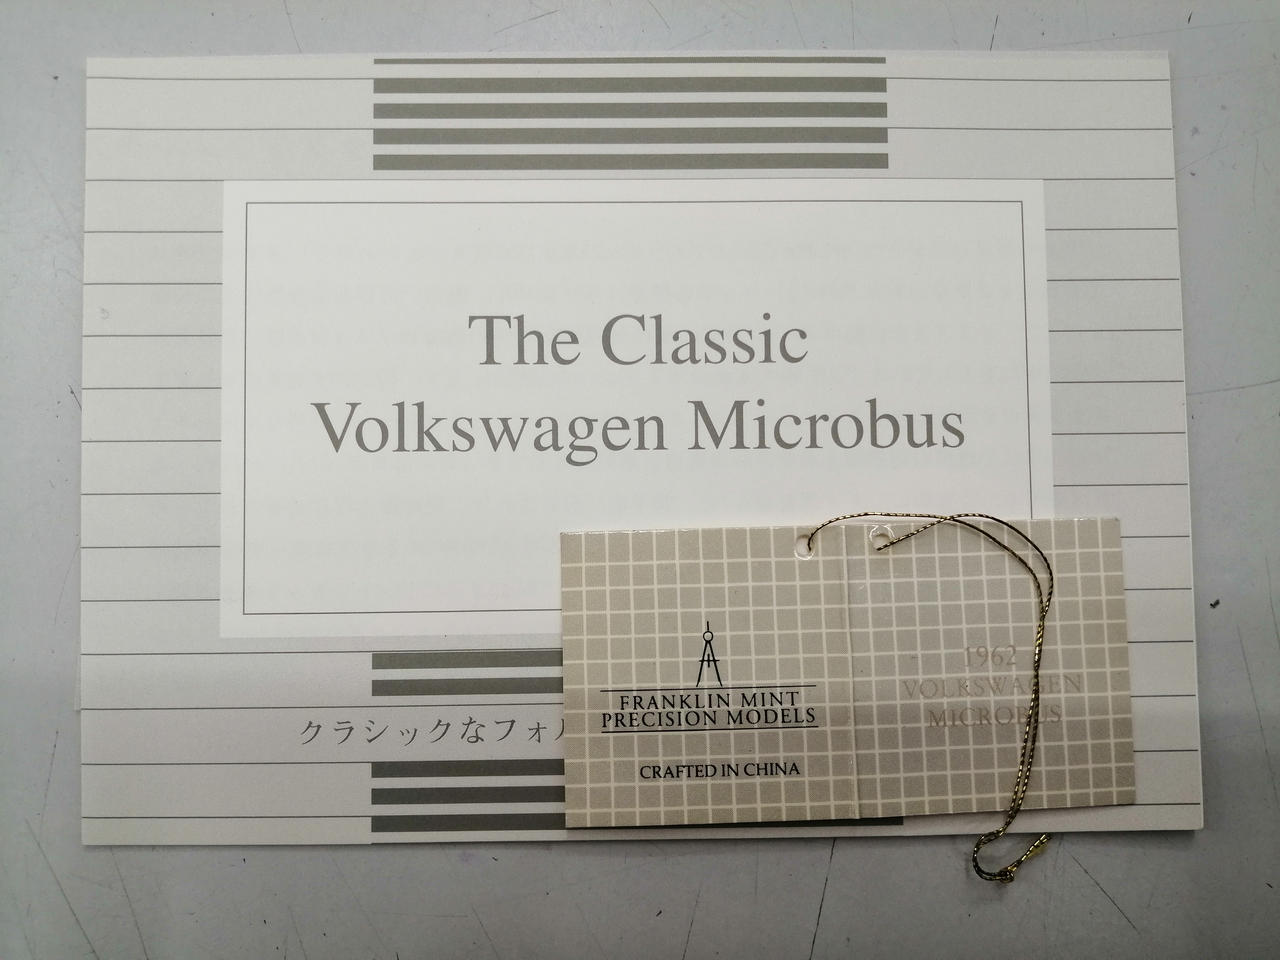 The Classic
Volkswagen Microbus
クラシックなフォ
FRANKLIN MINT
PRECISION MODELS
CRAFTED IN CHINA
1962
VOLKSWAGEN
MICROBUS